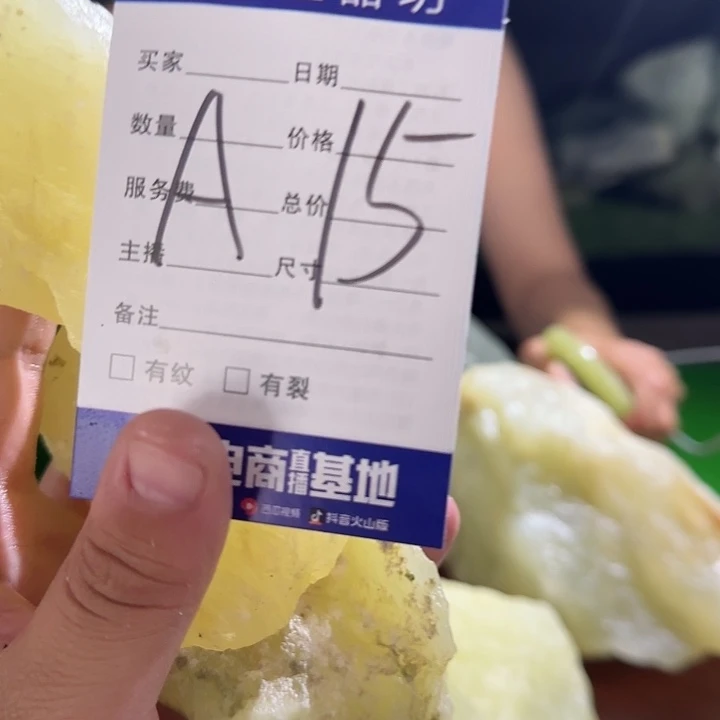 买家 日期
数量 价格
服务费 总价
主播 尺寸
A 15
备注
有纹 有裂
电商直播基地
西瓜视频 抖音火山版